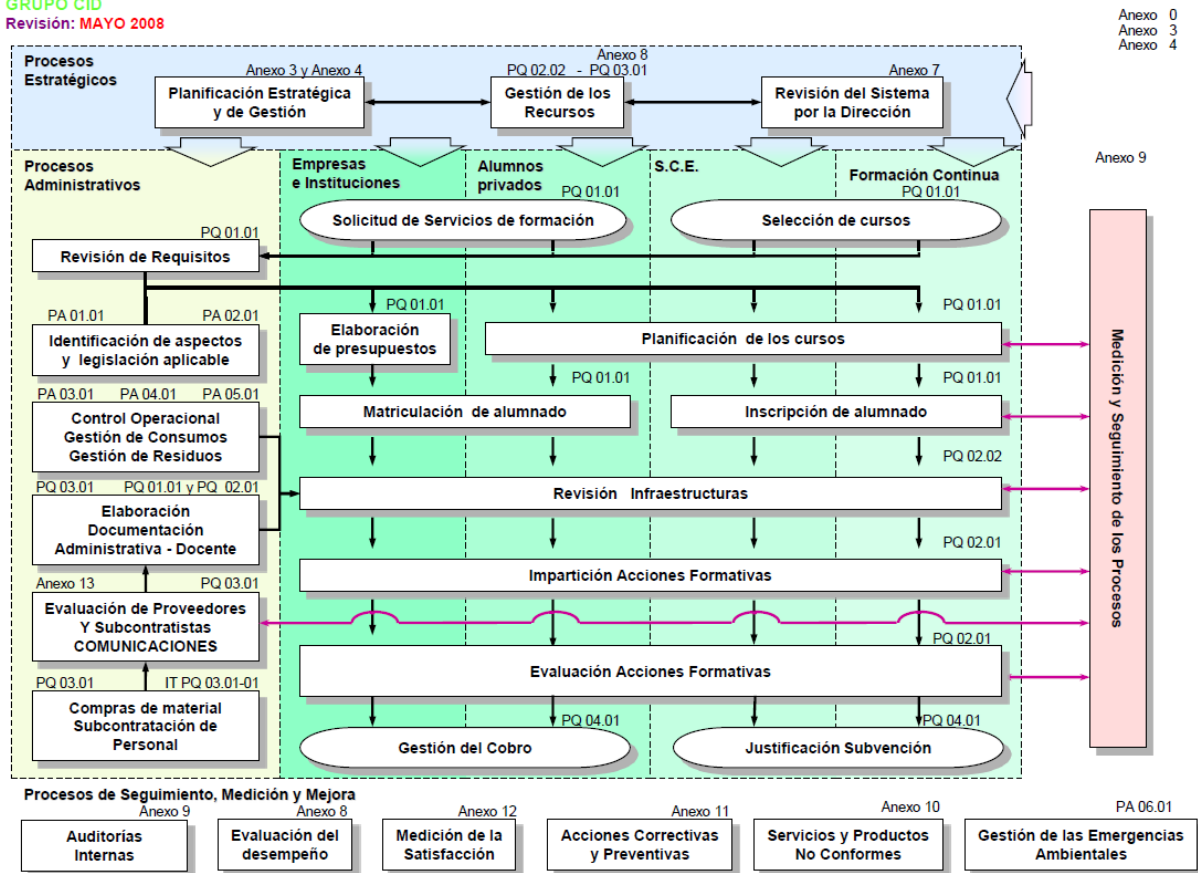 GRUPO CID
Revisión: MAYO 2008
Anexo 0
Anexo 3
Anexo 4
Procesos
Estratégicos
Anexo 3 y Anexo 4
Planificación Estratégica
y de Gestión
Anexo 8
PQ 02.02 - PQ 03.01
Gestión de los
Recursos
Anexo 7
Revisión del Sistema
por la Dirección
Procesos
Administrativos
Empresas
e Instituciones
Alumnos
privados
S.C.E.
Formación Continua
Anexo 9
PQ 01.01
Solicitud de Servicios de formación
PQ 01.01
Selección de cursos
PQ 01.01
Revisión de Requisitos
PA 01.01 PA 02.01
Identificación de aspectos
y legislación aplicable
PQ 01.01
Elaboración
de presupuestos
PQ 01.01
Planificación de los cursos
PA 03.01 PA 04.01 PA 05.01
Control Operacional
Gestión de Consumos
Gestión de Residuos
PQ 01.01
Matriculación de alumnado
PQ 01.01
Inscripción de alumnado
PQ 03.01 PQ 01.01 y PQ 02.01
Elaboración
Documentación
Administrativa - Docente
PQ 02.02
Revisión Infraestructuras
PQ 02.01
Impartición Acciones Formativas
Anexo 13 PQ 03.01
Evaluación de Proveedores
Y Subcontratistas
COMUNICACIONES
PQ 02.01
Evaluación Acciones Formativas
PQ 03.01 IT PQ 03.01-01
Compras de material
Subcontratación de
Personal
PQ 04.01
Gestión del Cobro
PQ 04.01
Justificación Subvención
Medición y Seguimiento de los Procesos
Procesos de Seguimiento, Medición y Mejora
Anexo 9
Auditorías
Internas
Anexo 8
Evaluación del
desempeño
Anexo 12
Medición de la
Satisfacción
Anexo 11
Acciones Correctivas
y Preventivas
Anexo 10
Servicios y Productos
No Conformes
PA 06.01
Gestión de las Emergencias
Ambientales